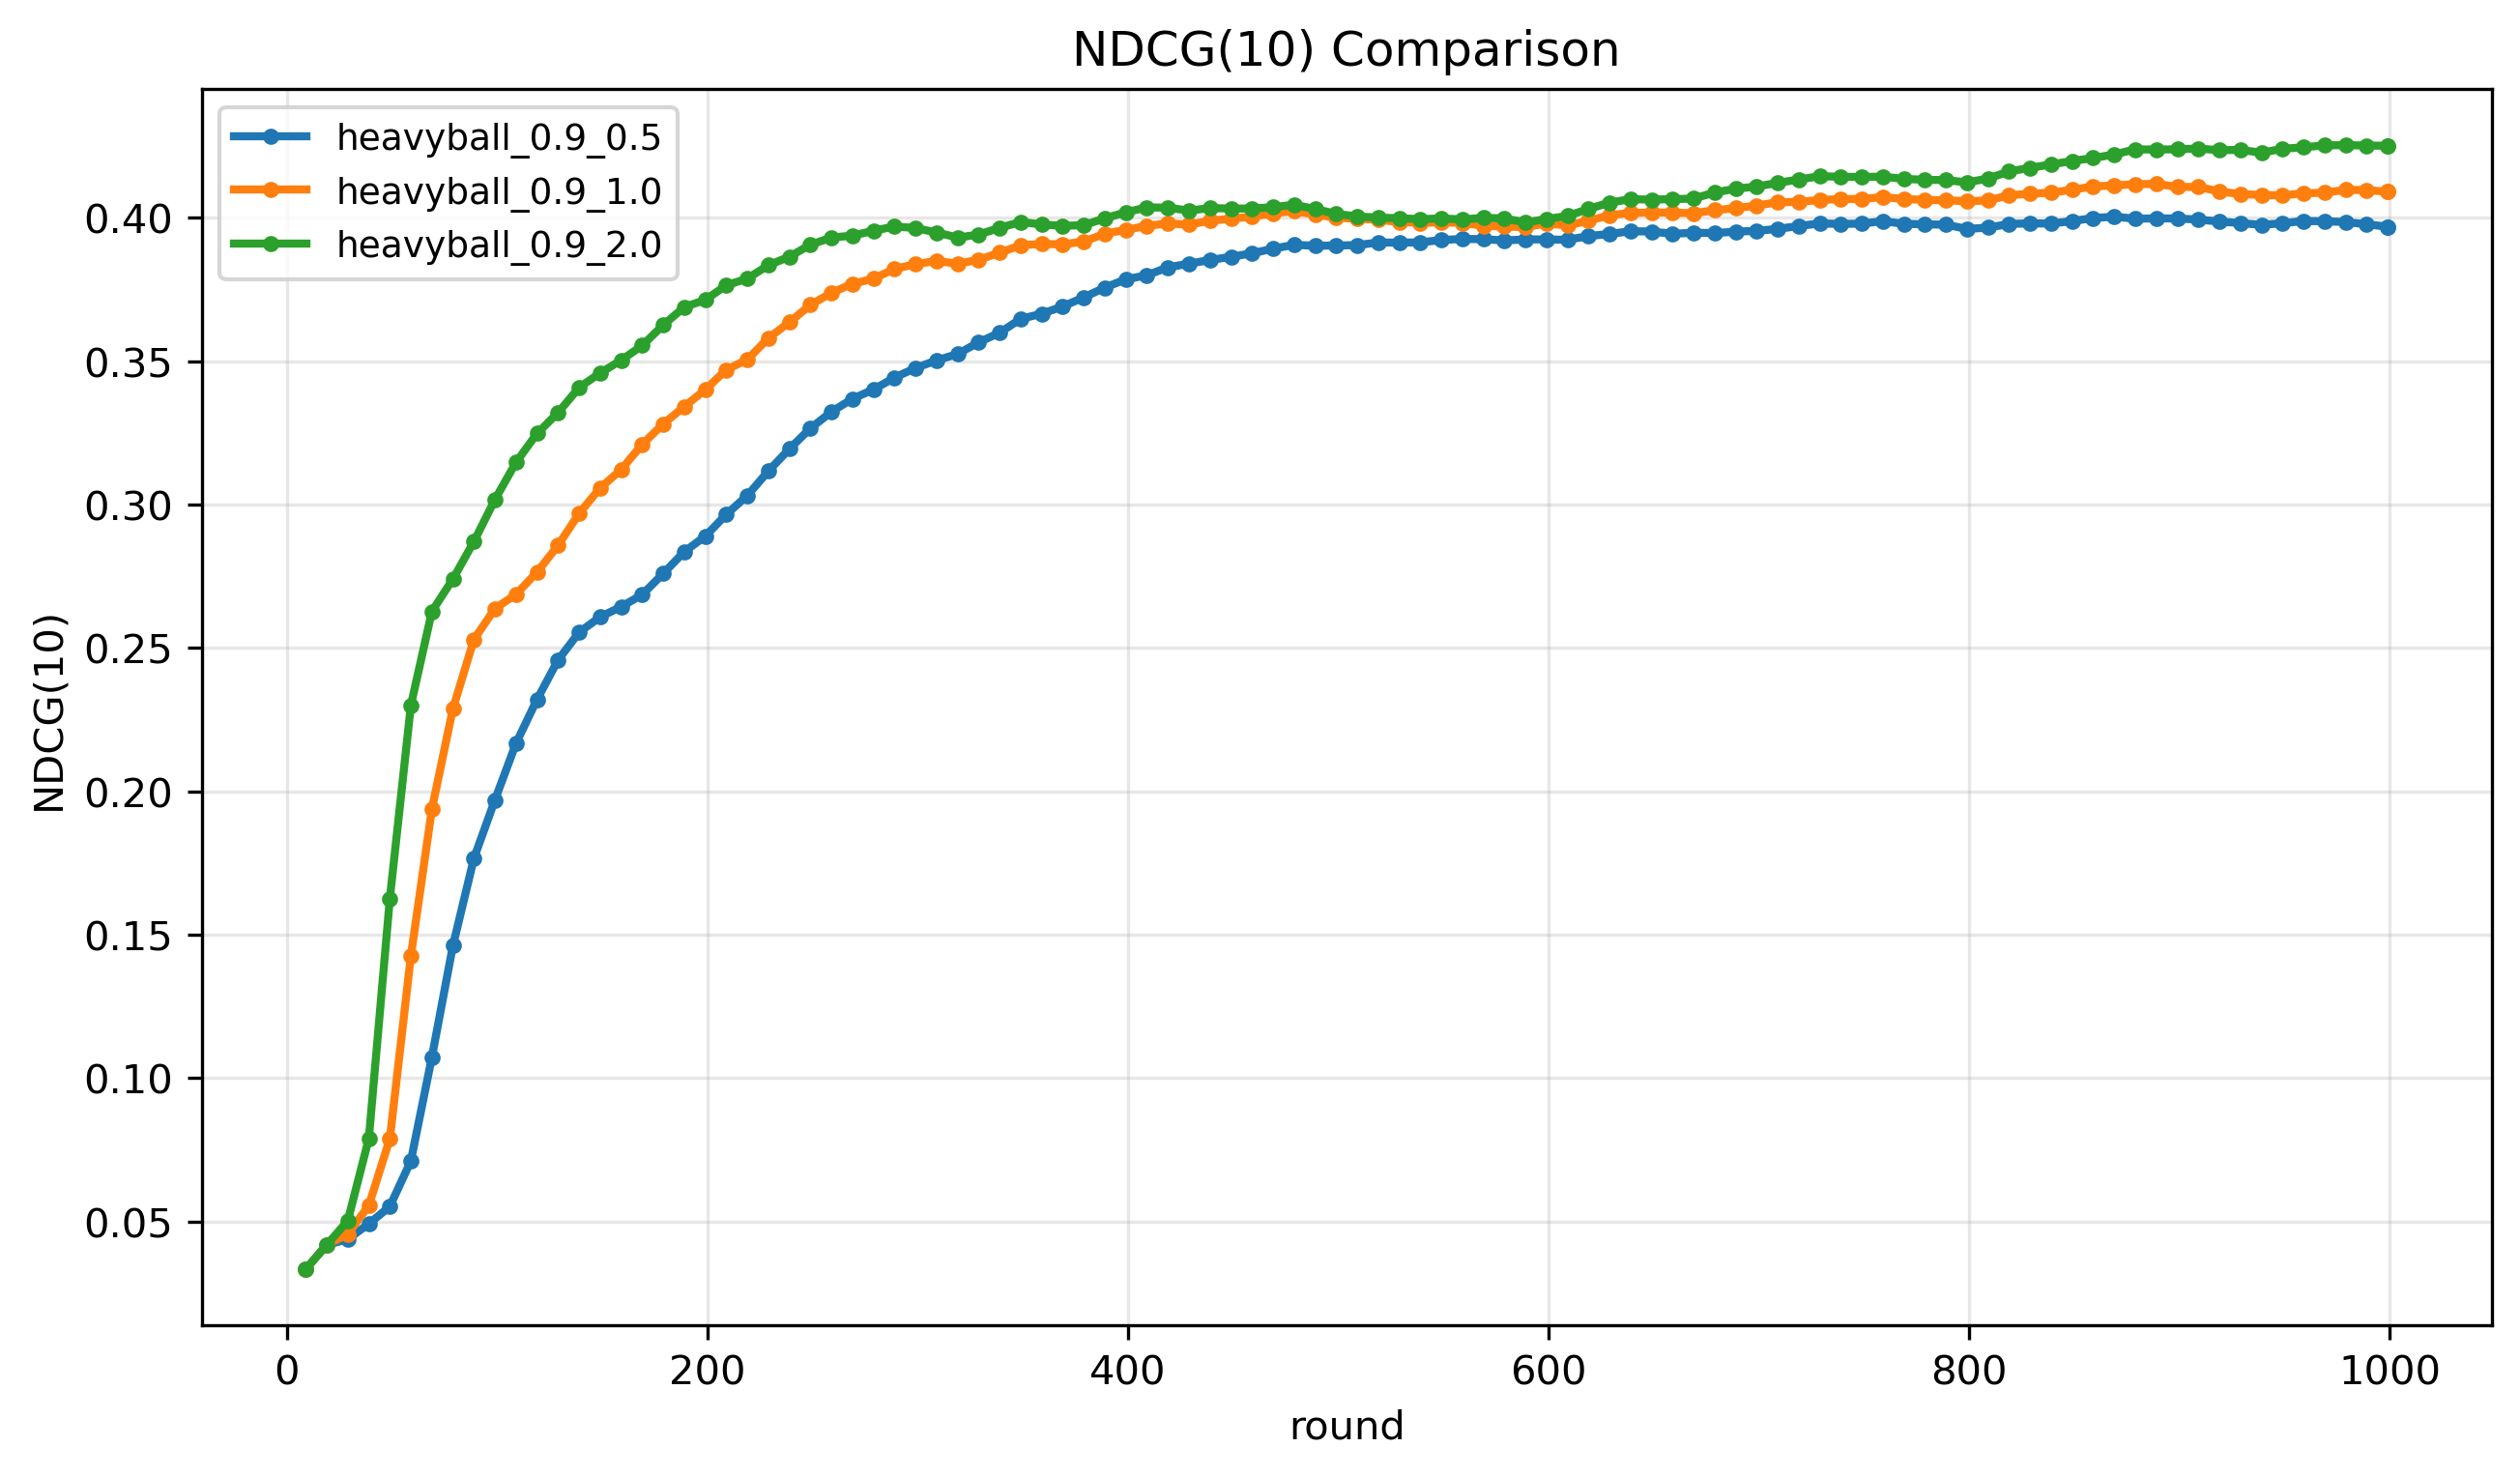 NDCG(10) Comparison
heavyball_0.9_0.5
heavyball_0.9_1.0
heavyball_0.9_2.0
NDCG(10)
0.40
0.35
0.30
0.25
0.20
0.15
0.10
0.05
0 200 400 600 800 1000
round